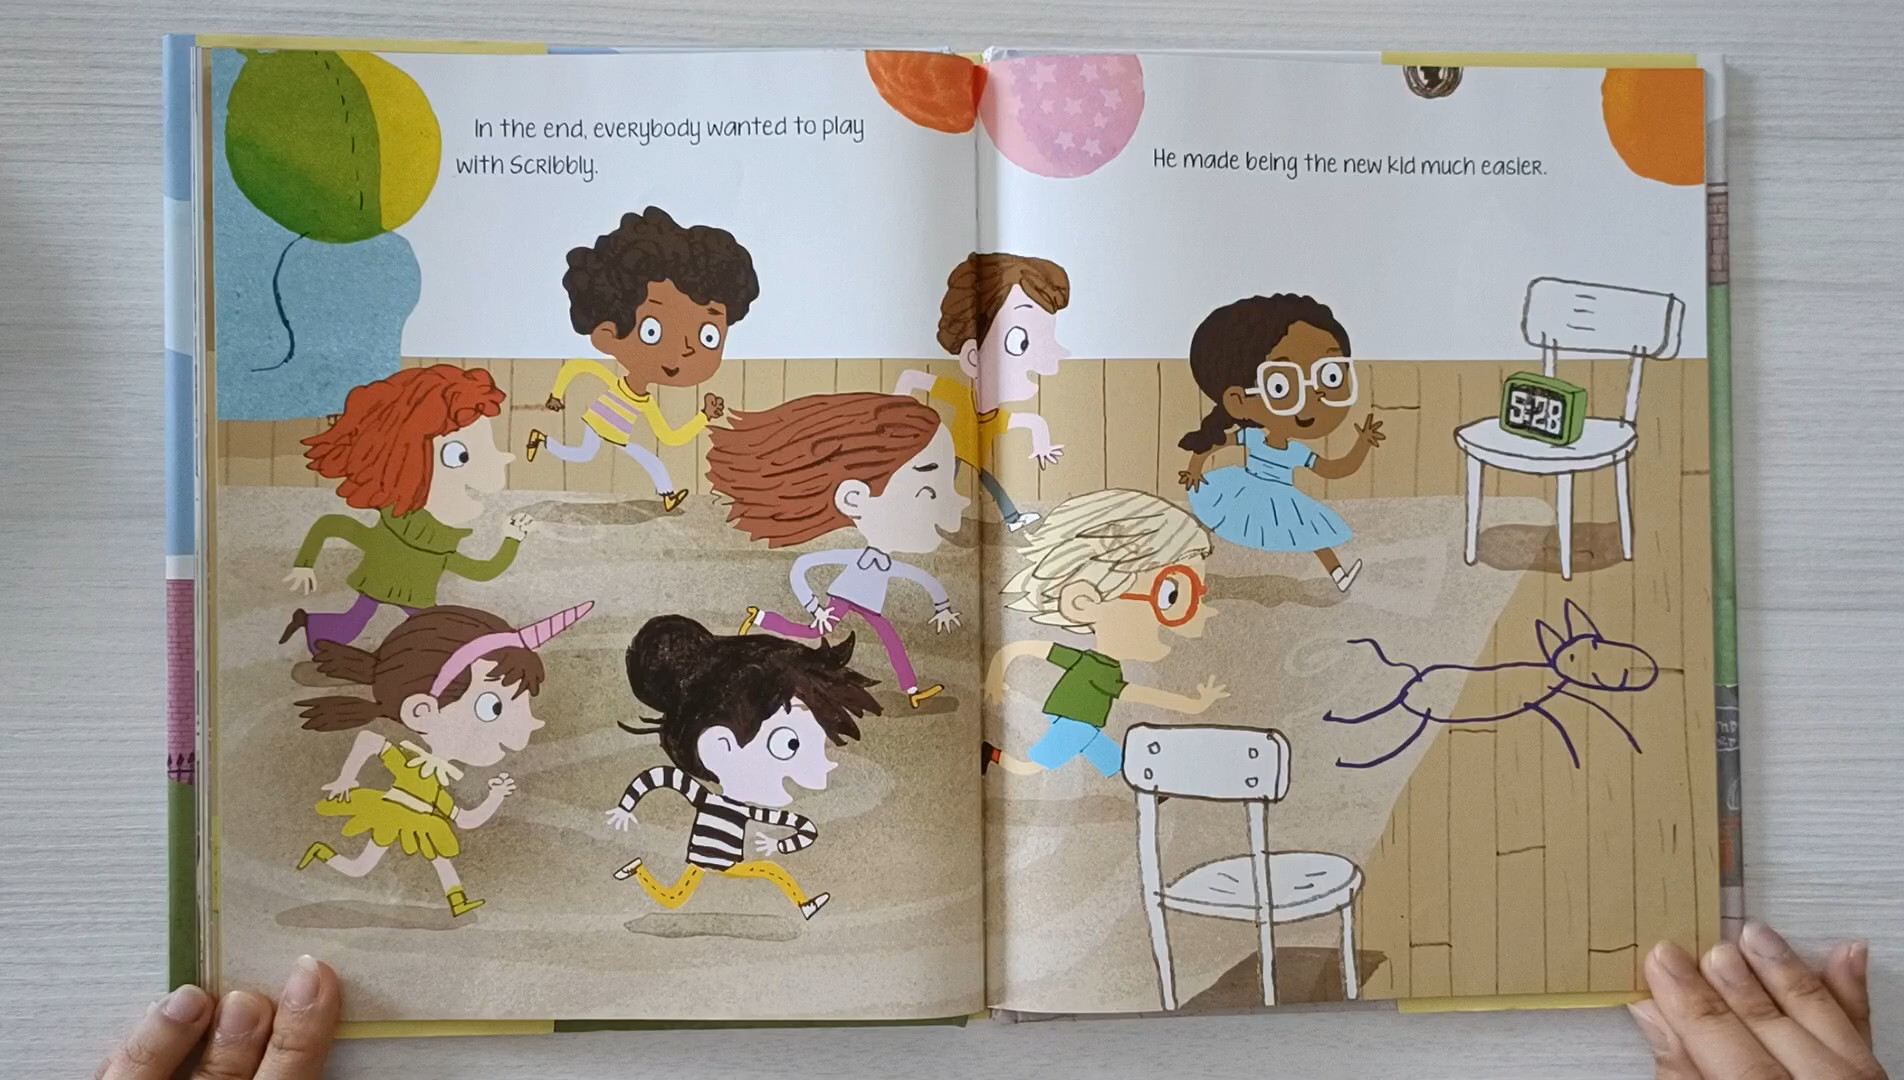 In the end, everybody wanted to play
with Scribbly.
He made being the new kid much easier.
5:28